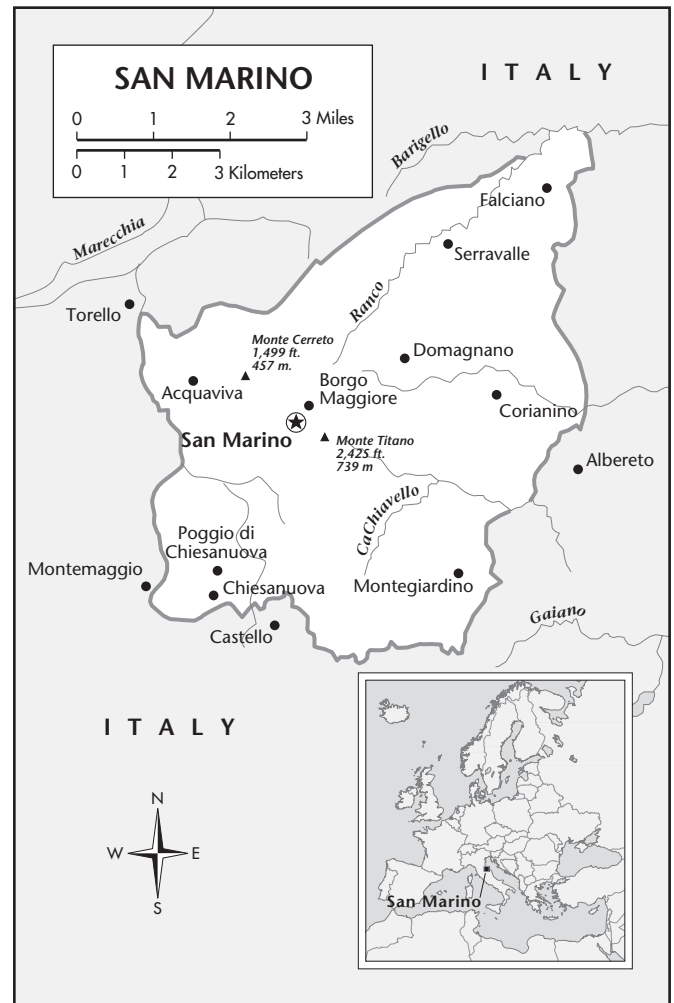 SAN MARINO
0 1 2 3 Miles
0 1 2 3 Kilometers
I T A L Y
Barigello
Falciano
Marecchia
Serravalle
Ranco
Torello
Monte Cerreto
1,499 ft.
457 m.
Domagnano
Acquaviva
Borgo
Maggiore
Corianino
San Marino
Monte Titano
2,425 ft.
739 m
Albereto
CaChiavello
Poggio di
Chiesanuova
Montemaggio
Chiesanuova
Montegiardino
Castello
Gaiano
I T A L Y
N
W E
S
San Marino